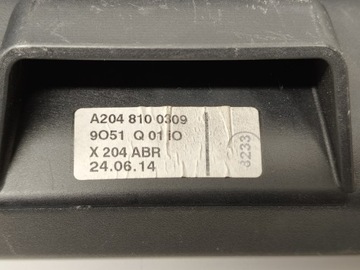 A204 810 0309
9O51 Q 01 iO
X 204 ABR
24.06.14
3233